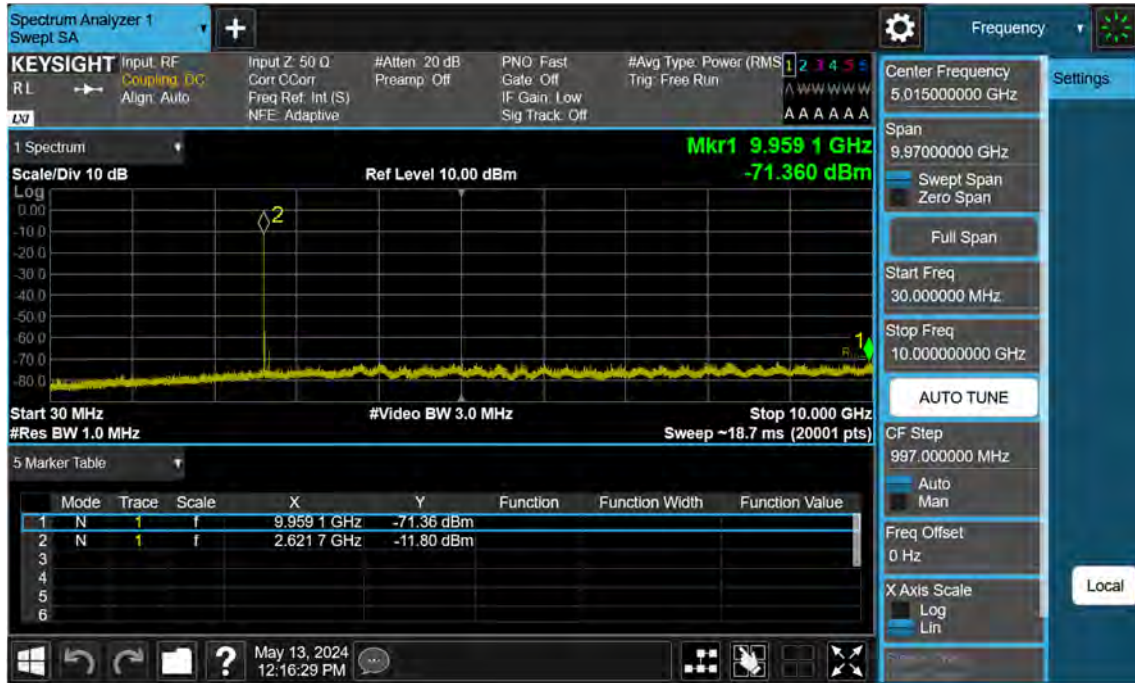 Spectrum Analyzer 1
Swept SA
+
Frequency
KEYSIGHT
RL
LXI
Input: RF
Coupling: DC
Align: Auto
Input Z: 50 Ω
Corr CCorr
Freq Ref: Int (S)
NFE: Adaptive
#Atten: 20 dB
Preamp: Off
PNO: Fast
Gate: Off
IF Gain: Low
Sig Track: Off
#Avg Type: Power (RMS
Trig: Free Run
1 2 3 4 5 6
A W W W W W
A A A A A A
1 Spectrum
Scale/Div 10 dB
Ref Level 10.00 dBm
Mkr1 9.959 1 GHz
-71.360 dBm
Log
0.00
-10.0
-20.0
-30.0
-40.0
-50.0
-60.0
-70.0
-80.0
2
1
Start 30 MHz
#Video BW 3.0 MHz
Stop 10.000 GHz
#Res BW 1.0 MHz
Sweep ~18.7 ms (20001 pts)
5 Marker Table
Mode Trace Scale X Y Function Function Width Function Value
1 N 1 f 9.959 1 GHz -71.36 dBm
2 N 1 f 2.621 7 GHz -11.80 dBm
3
4
5
6
May 13, 2024
12:16:29 PM
Center Frequency
5.015000000 GHz
Settings
Span
9.97000000 GHz
Swept Span
Zero Span
Full Span
Start Freq
30.000000 MHz
Stop Freq
10.000000000 GHz
AUTO TUNE
CF Step
997.000000 MHz
Auto
Man
Freq Offset
0 Hz
X Axis Scale
Log
Lin
Local